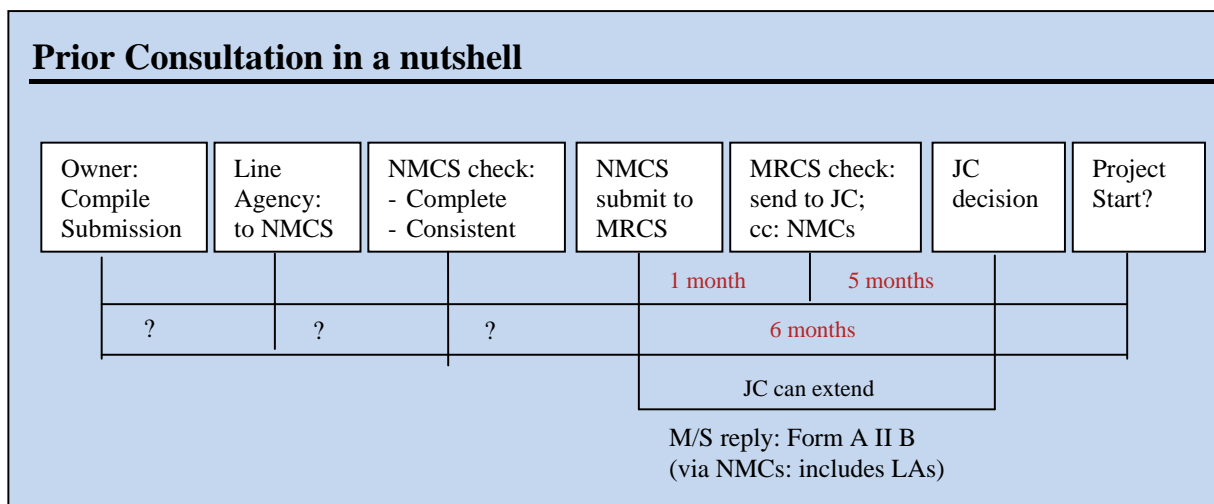 Prior Consultation in a nutshell
Owner:
Compile
Submission
Line
Agency:
to NMCS
NMCS check:
- Complete
- Consistent
NMCS
submit to
MRCS
MRCS check:
send to JC;
cc: NMCs
JC
decision
Project
Start?
1 month
5 months
?
?
?
6 months
JC can extend
M/S reply: Form A II B
(via NMCs: includes LAs)